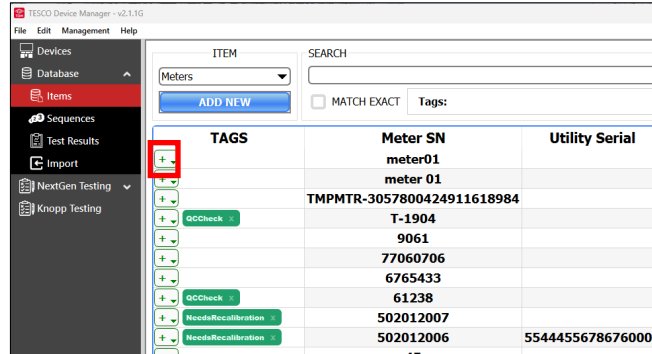 TESCO Device Manager - v2.1.1G
File Edit Management Help
Devices
Database
Items
Sequences
Test Results
Import
NextGen Testing
Knopp Testing
ITEM SEARCH
Meters
ADD NEW MATCH EXACT Tags:
TAGS Meter SN Utility Serial
+ meter01
+ meter 01
+ TMPMTR-3057800424911618984
+ QCCheck X T-1904
+ 9061
+ 77060706
+ 6765433
+ QCCheck X 61238
+ NeedsRecalibration X 502012007
+ NeedsRecalibration X 502012006 5544455678676000